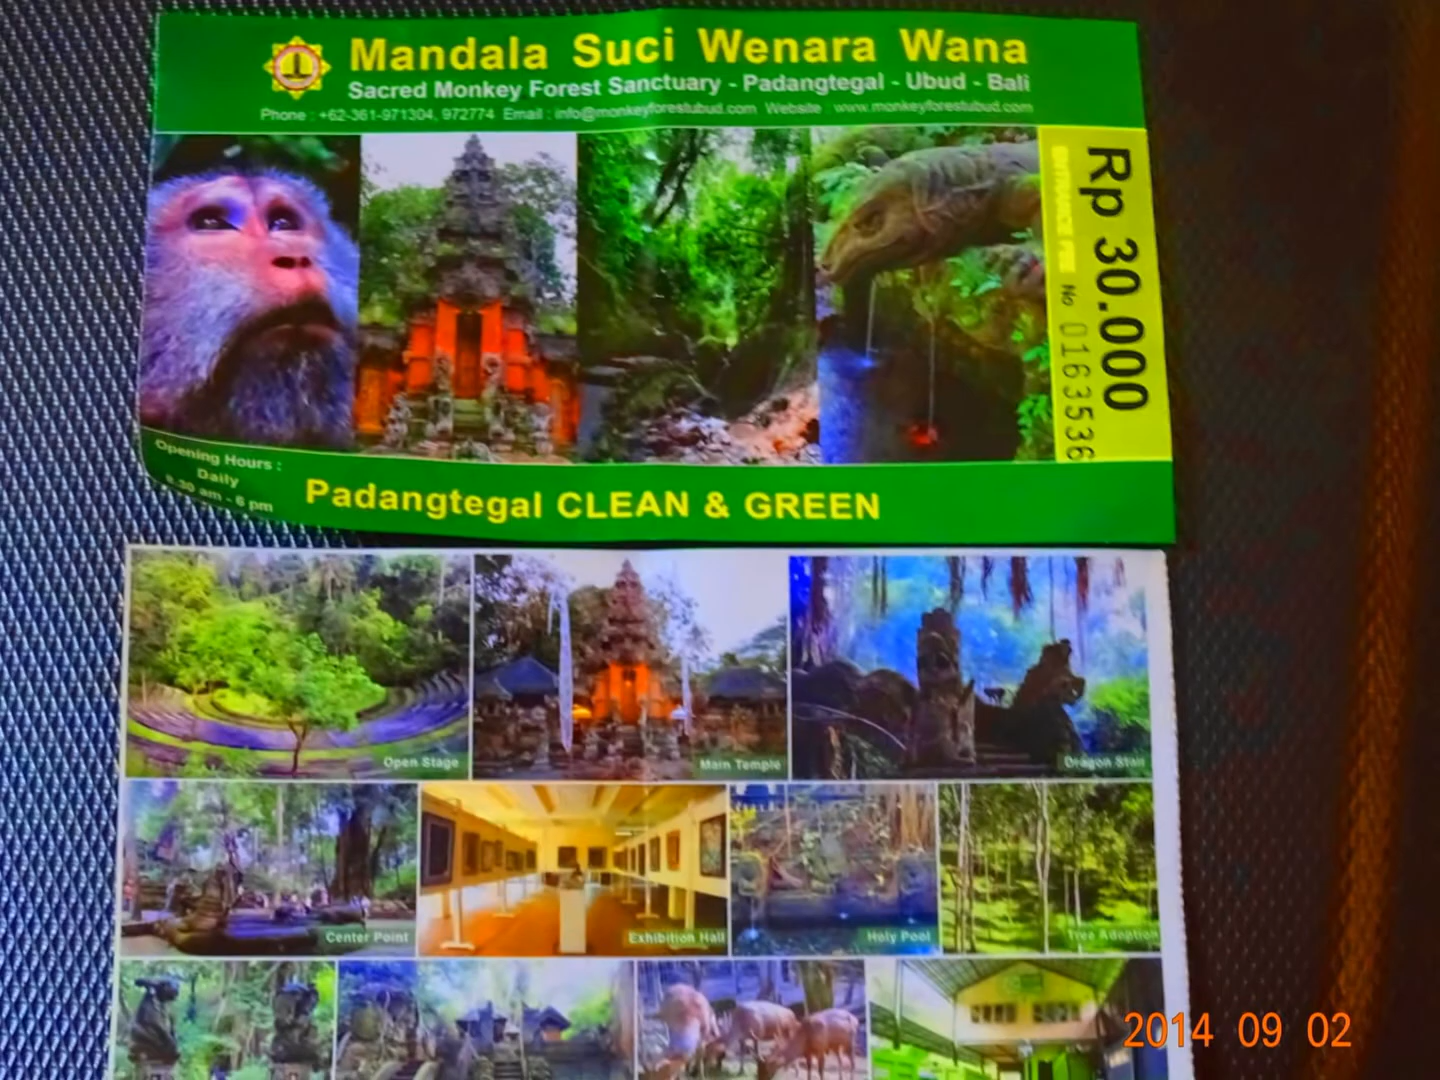 Mandala Suci Wenara Wana
Sacred Monkey Forest Sanctuary - Padangtegal - Ubud - Bali
Phone : +62-361-971304, 972774 Email : info@monkeyforestubud.com Website : www.monkeyforestubud.com
Rp 30.000
ENTRANCE FEE No 0163536
Opening Hours :
Daily
8.30 am - 6 pm
Padangtegal CLEAN & GREEN
Open Stage
Main Temple
Dragon Stair
Center Point
Exhibition Hall
Holy Pool
Tree Adoption
2014 09 02